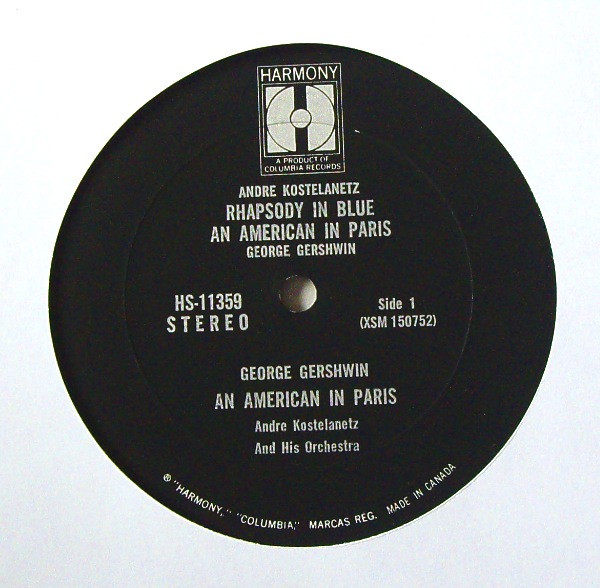 HARMONY
A PRODUCT OF
COLUMBIA RECORDS
ANDRE KOSTELANETZ
RHAPSODY IN BLUE
AN AMERICAN IN PARIS
GEORGE GERSHWIN
HS-11359
STEREO
Side 1
(XSM 150752)
GEORGE GERSHWIN
AN AMERICAN IN PARIS
Andre Kostelanetz
And His Orchestra
® "HARMONY," "COLUMBIA," MARCAS REG. MADE IN CANADA